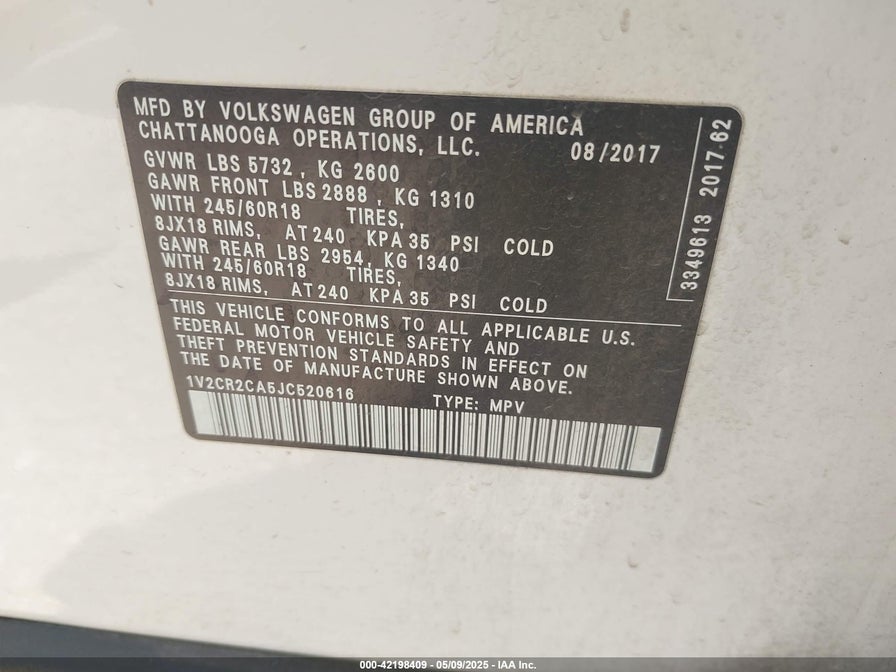 MFD BY VOLKSWAGEN GROUP OF AMERICA
CHATTANOOGA OPERATIONS, LLC. 08/2017
GVWR LBS 5732 , KG 2600
GAWR FRONT LBS 2888 , KG 1310
WITH 245/60R18 TIRES,
8JX18 RIMS, AT 240 KPA 35 PSI COLD
GAWR REAR LBS 2954, KG 1340
WITH 245/60R18 TIRES,
8JX18 RIMS, AT 240 KPA 35 PSI COLD
THIS VEHICLE CONFORMS TO ALL APPLICABLE U.S.
FEDERAL MOTOR VEHICLE SAFETY AND
THEFT PREVENTION STANDARDS IN EFFECT ON
THE DATE OF MANUFACTURE SHOWN ABOVE.
1V2CR2CA5JC520616 TYPE: MPV
3349613 2017.62
000-42198409 - 05/09/2025 - IAA Inc.